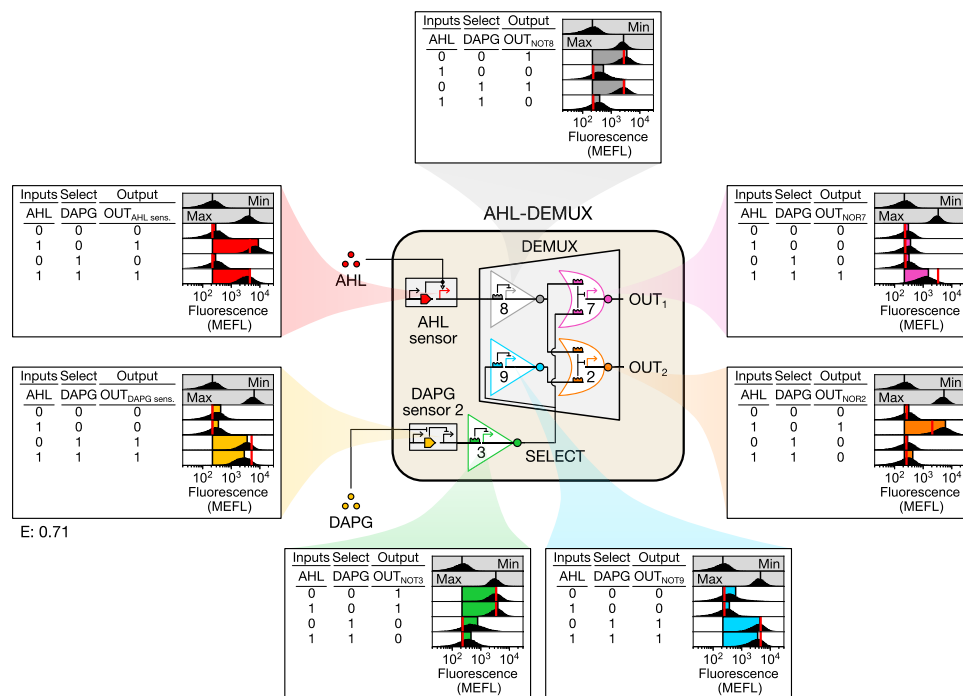 Inputs Select Output
AHL DAPG OUTNOT8
0 0 1
1 0 0
0 1 1
1 1 0
Min
Max
10² 10³ 10⁴
Fluorescence
(MEFL)
Inputs Select Output
AHL DAPG OUTAHL sens.
0 0 0
1 0 1
0 1 0
1 1 1
Min
Max
10² 10³ 10⁴
Fluorescence
(MEFL)
AHL-DEMUX
DEMUX
AHL
AHL
sensor
8
7
OUT₁
9
2
OUT₂
DAPG
sensor 2
3
SELECT
DAPG
Inputs Select Output
AHL DAPG OUTNOR7
0 0 0
1 0 0
0 1 0
1 1 1
Min
Max
10² 10³ 10⁴
Fluorescence
(MEFL)
Inputs Select Output
AHL DAPG OUTDAPG sens.
0 0 0
1 0 0
0 1 1
1 1 1
Min
Max
10² 10³ 10⁴
Fluorescence
(MEFL)
E: 0.71
Inputs Select Output
AHL DAPG OUTNOR2
0 0 0
1 0 1
0 1 0
1 1 0
Min
Max
10² 10³ 10⁴
Fluorescence
(MEFL)
Inputs Select Output
AHL DAPG OUTNOT3
0 0 1
1 0 1
0 1 0
1 1 0
Min
Max
10² 10³ 10⁴
Fluorescence
(MEFL)
Inputs Select Output
AHL DAPG OUTNOT9
0 0 0
1 0 0
0 1 1
1 1 1
Min
Max
10² 10³ 10⁴
Fluorescence
(MEFL)